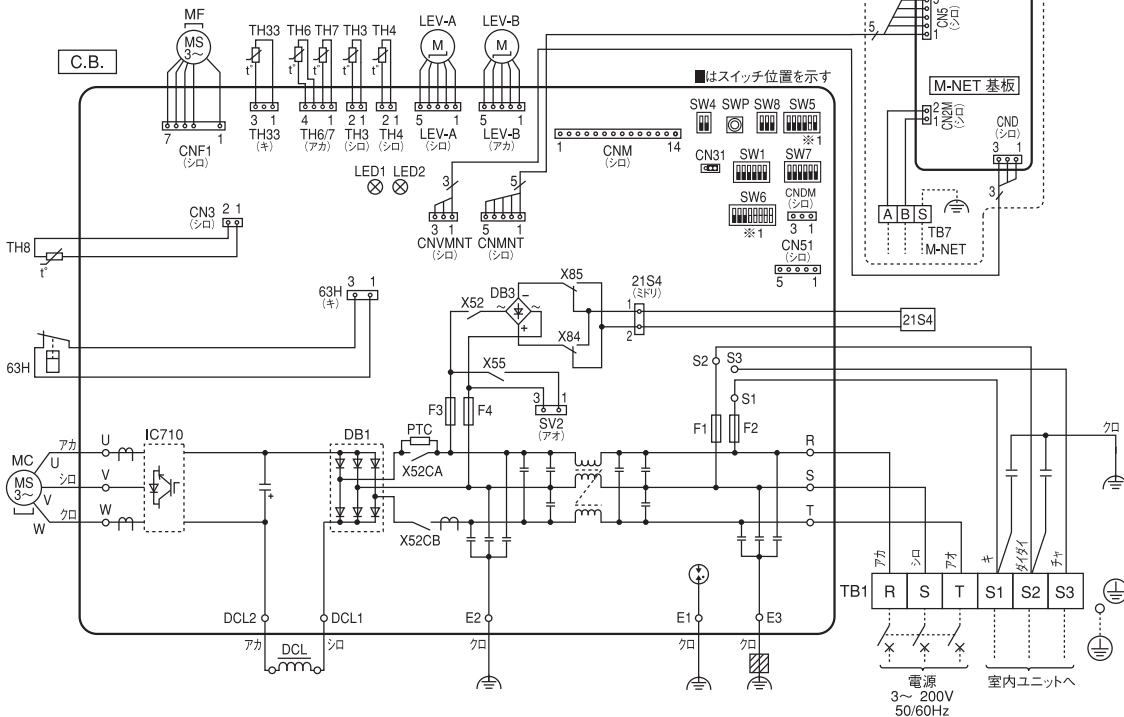 MF
MS
3～
C.B.
TH33
TH6 TH7 TH3 TH4
LEV-A
LEV-B
M
M
t°
t°
t°
t°
t°
7 1
CNF1
(シロ)
3 1
TH33
(キ)
4 1
TH6/7
(アカ)
2 1
TH3
(シロ)
2 1
TH4
(シロ)
5 1
LEV-A
(シロ)
5 1
LEV-B
(アカ)
LED1 LED2
1 14
CNM
(シロ)
■はスイッチ位置を示す
SW4 SWP SW8 SW5
※1
CN31
SW1
SW7
SW6
※1
CNDM
(シロ)
3 1
CN51
(シロ)
5 1
5
CN5
(シロ)
5
1
M-NET 基板
2
1
CN2M
(シロ)
CND
(シロ)
3 1
3
A B S
TB7
M-NET
3
3 1
CNVMNT
(シロ)
5
5 1
CNMNT
(シロ)
CN3
(シロ)
2 1
TH8
t°
63H
(キ)
3 1
63H
X52
DB3
～ － ～
＋
X85
X84
21S4
(ミドリ)
1
2
21S4
X55
3 1
SV2
(アオ)
F3
F4
S2
S3
S1
F1
F2
クロ
MC
MS
3～
アカ
U
U
シロ
V
V
クロ
W
W
IC710
+
DB1
PTC
X52CA
X52CB
R
S
T
DCL2
DCL1
アカ
シロ
DCL
E2
クロ
E1
クロ
E3
クロ
アカ
シロ
アオ
キ
ダイダイ
チャ
TB1 R S T S1 S2 S3
電源
3～ 200V
50/60Hz
室内ユニットへ